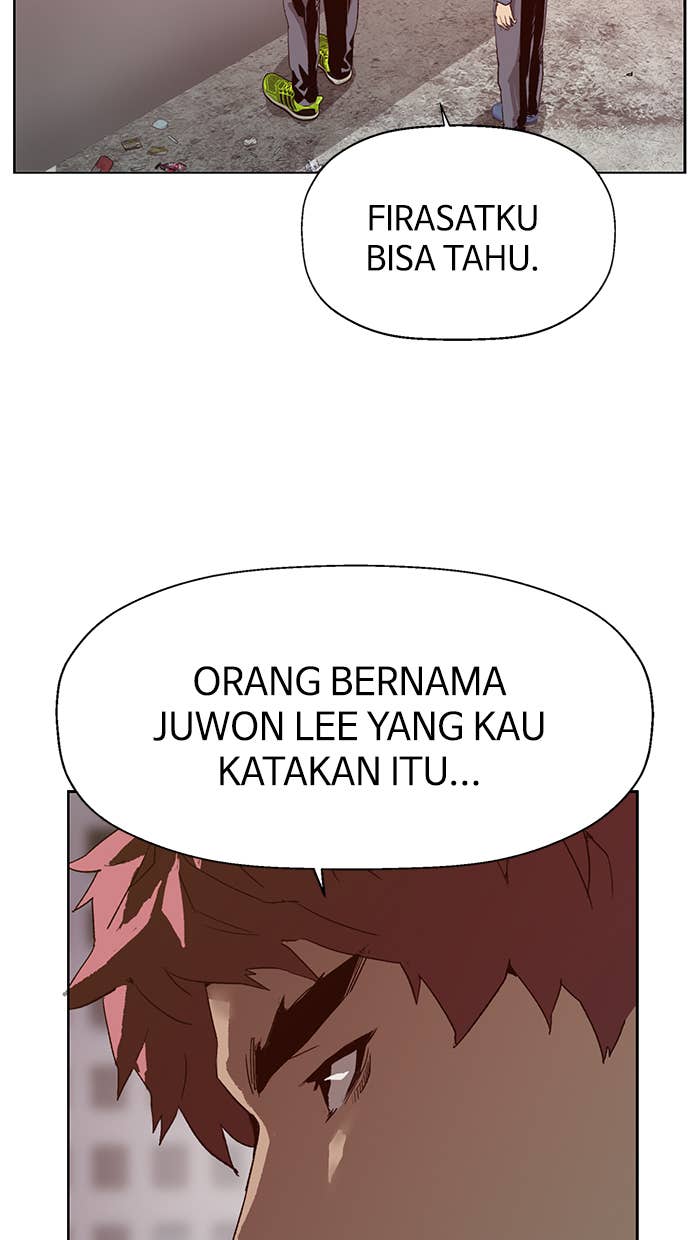 FIRASATKU
BISA TAHU.
ORANG BERNAMA
JUWON LEE YANG KAU
KATAKAN ITU...